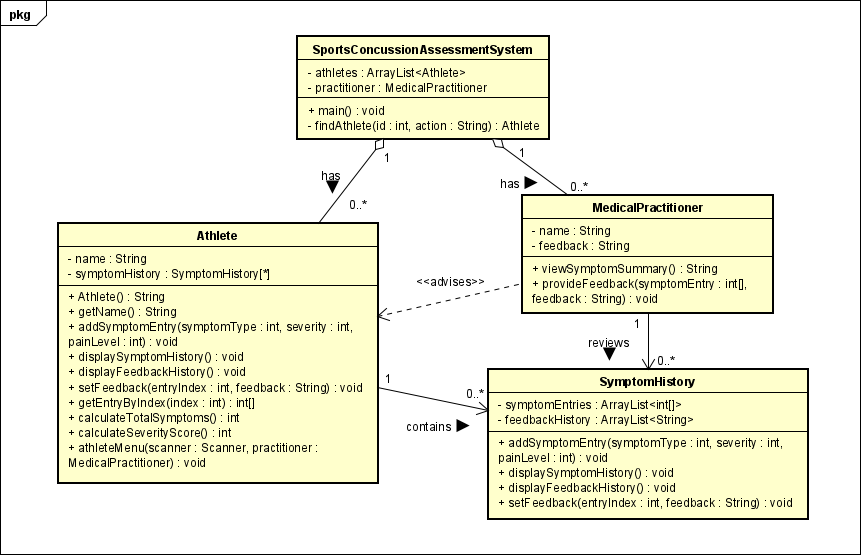 pkg
SportsConcussionAssessmentSystem
- athletes : ArrayList<Athlete>
- practitioner : MedicalPractitioner
+ main() : void
- findAthlete(id : int, action : String) : Athlete
1
1
has
has
0..*
0..*
MedicalPractitioner
- name : String
- feedback : String
+ viewSymptomSummary() : String
+ provideFeedback(symptomEntry : int[],
feedback : String) : void
Athlete
- name : String
- symptomHistory : SymptomHistory[*]
+ Athlete() : String
+ getName() : String
+ addSymptomEntry(symptomType : int, severity : int,
painLevel : int) : void
+ displaySymptomHistory() : void
+ displayFeedbackHistory() : void
+ setFeedback(entryIndex : int, feedback : String) : void
+ getEntryByIndex(index : int) : int[]
+ calculateTotalSymptoms() : int
+ calculateSeverityScore() : int
+ athleteMenu(scanner : Scanner, practitioner :
MedicalPractitioner) : void
<<advises>>
1
reviews
0..*
1
0..*
contains
SymptomHistory
- symptomEntries : ArrayList<int[]>
- feedbackHistory : ArrayList<String>
+ addSymptomEntry(symptomType : int, severity : int,
painLevel : int) : void
+ displaySymptomHistory() : void
+ displayFeedbackHistory() : void
+ setFeedback(entryIndex : int, feedback : String) : void